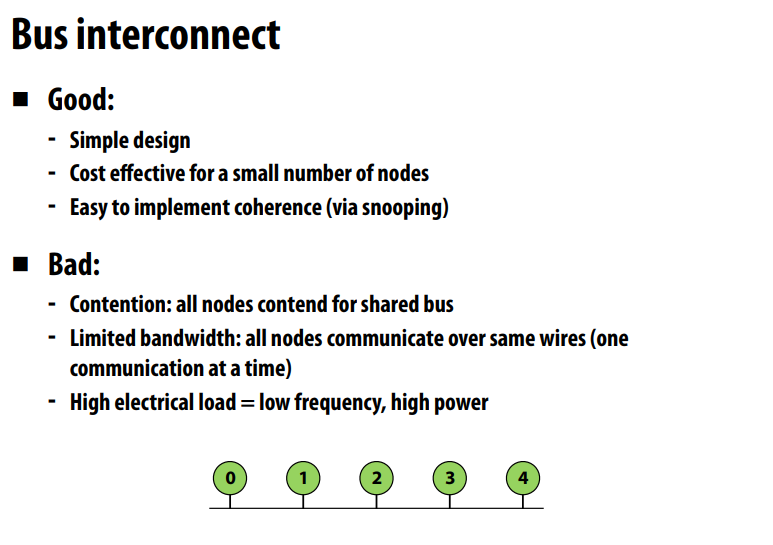 Bus interconnect
■ Good:
- Simple design
- Cost effective for a small number of nodes
- Easy to implement coherence (via snooping)
■ Bad:
- Contention: all nodes contend for shared bus
- Limited bandwidth: all nodes communicate over same wires (one
communication at a time)
- High electrical load = low frequency, high power
0 1 2 3 4